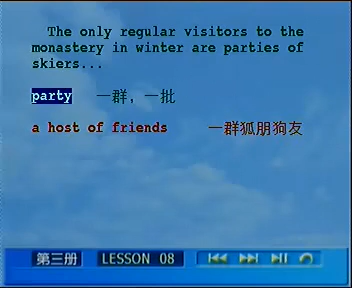 The only regular visitors to the
monastery in winter are parties of
skiers...
party 一群，一批
a host of friends 一群狐朋狗友
第三册 LESSON 08